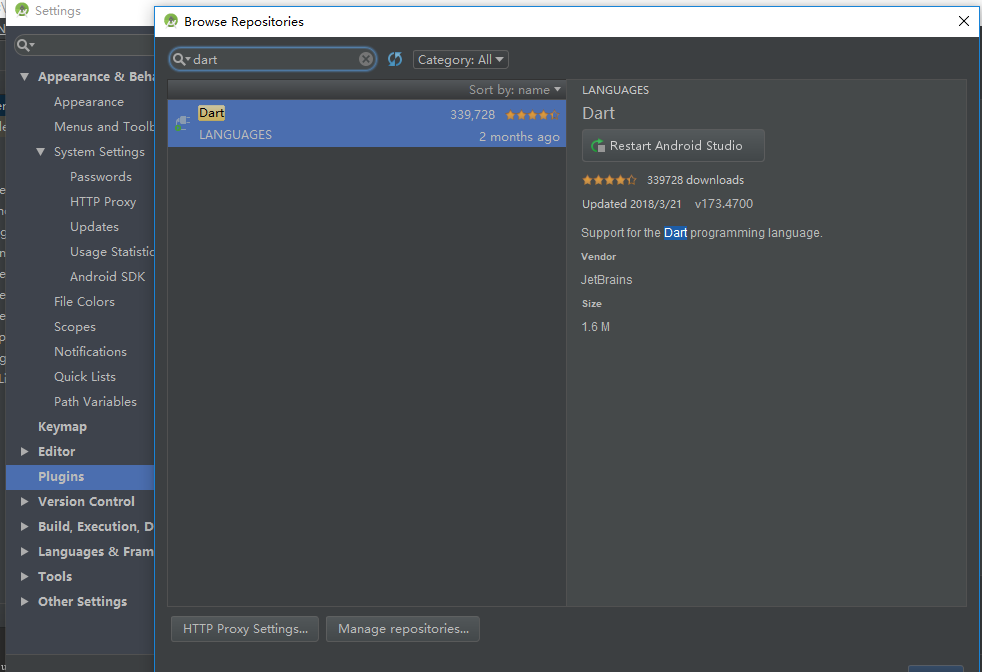 Settings
Appearance & Beha
Appearance
Menus and Toolb
System Settings
Passwords
HTTP Proxy
Updates
Usage Statistic
Android SDK
File Colors
Scopes
Notifications
Quick Lists
Path Variables
Keymap
Editor
Plugins
Version Control
Build, Execution, D
Languages & Fram
Tools
Other Settings
Browse Repositories
dart
Category: All
Sort by: name
Dart
339,728
LANGUAGES
2 months ago
LANGUAGES
Dart
Restart Android Studio
339728 downloads
Updated 2018/3/21 v173.4700
Support for the Dart programming language.
Vendor
JetBrains
Size
1.6 M
HTTP Proxy Settings...
Manage repositories...